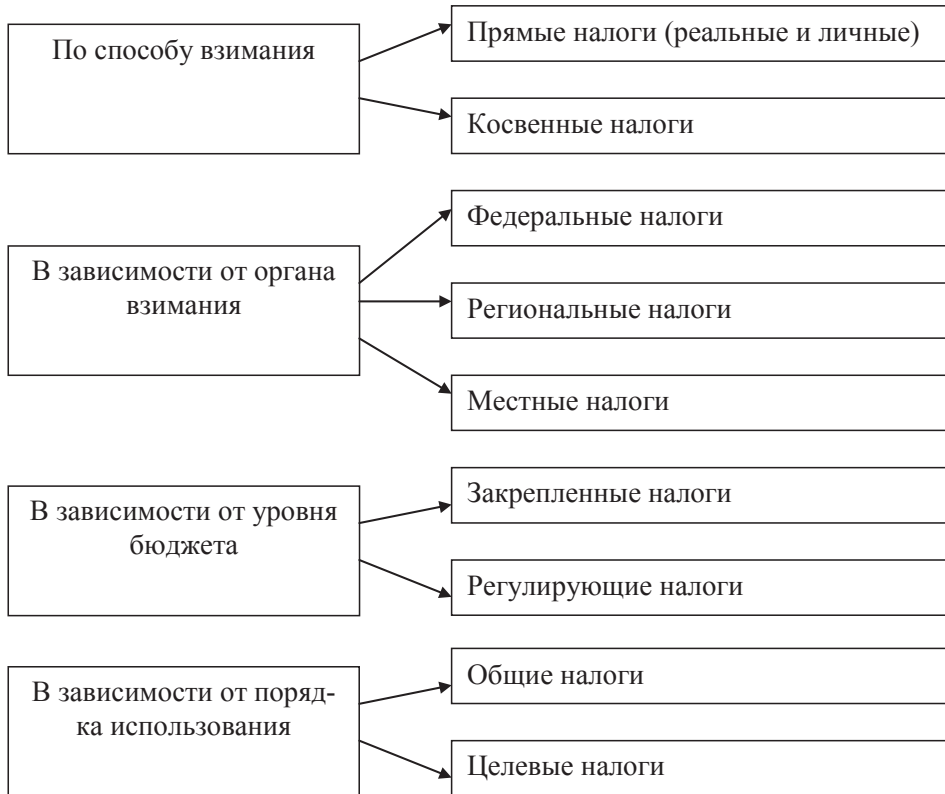 По способу взимания
Прямые налоги (реальные и личные)
Косвенные налоги
В зависимости от органа
взимания
Федеральные налоги
Региональные налоги
Местные налоги
В зависимости от уровня
бюджета
Закрепленные налоги
Регулирующие налоги
В зависимости от поряд-
ка использования
Общие налоги
Целевые налоги